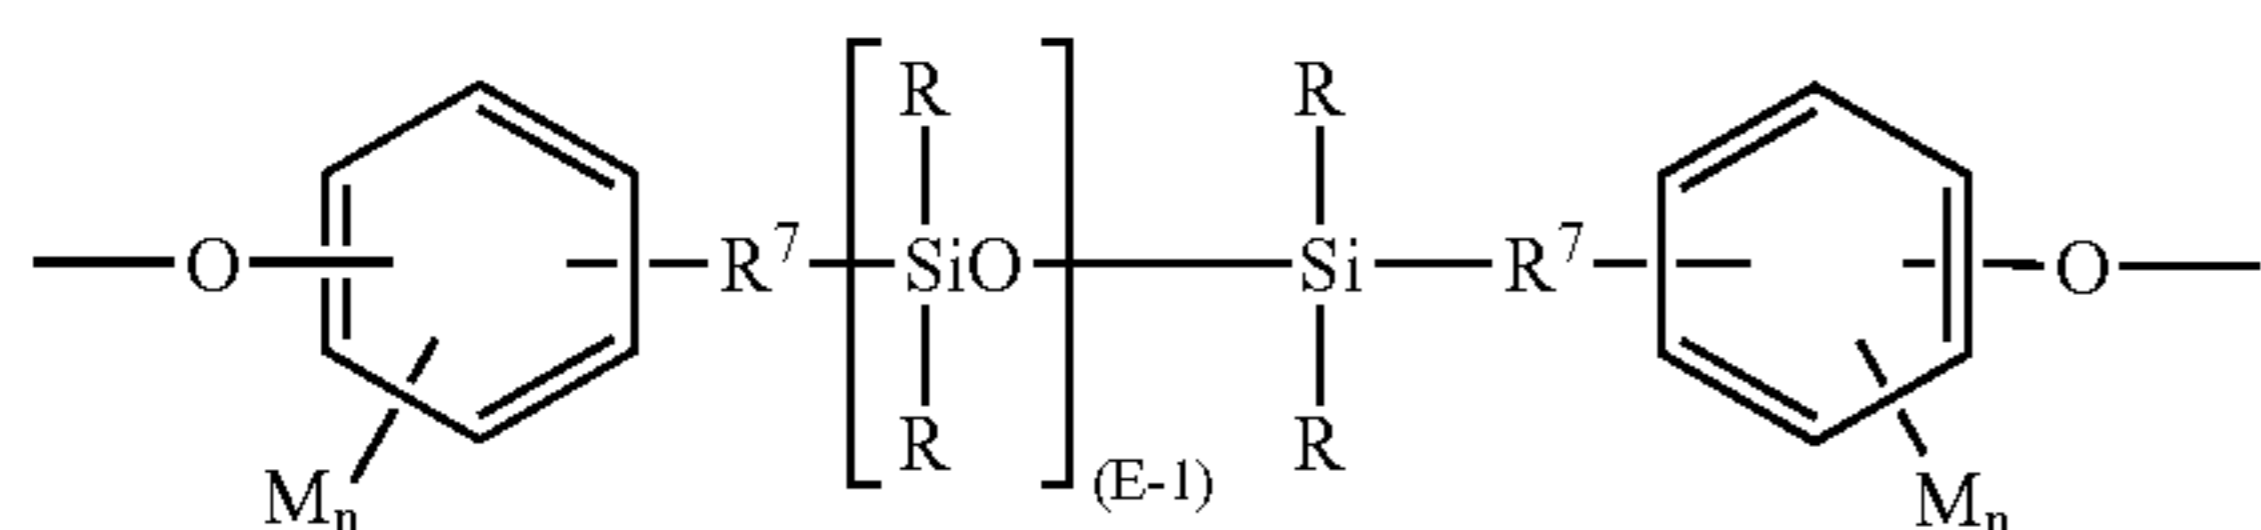 R R
O R⁷ SiO Si R⁷ O
R R
Mₙ (E-1) Mₙ